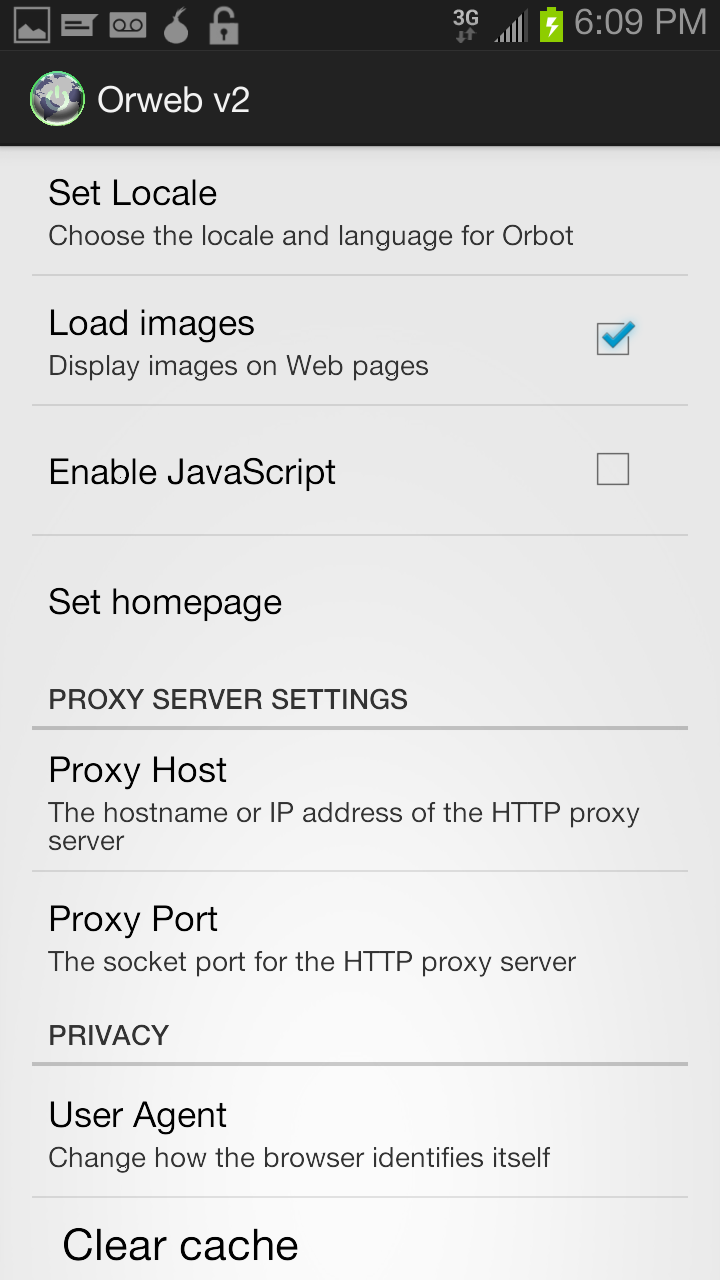 3G 6:09 PM
Orweb v2
Set Locale
Choose the locale and language for Orbot
Load images
Display images on Web pages
Enable JavaScript
Set homepage
PROXY SERVER SETTINGS
Proxy Host
The hostname or IP address of the HTTP proxy
server
Proxy Port
The socket port for the HTTP proxy server
PRIVACY
User Agent
Change how the browser identifies itself
Clear cache